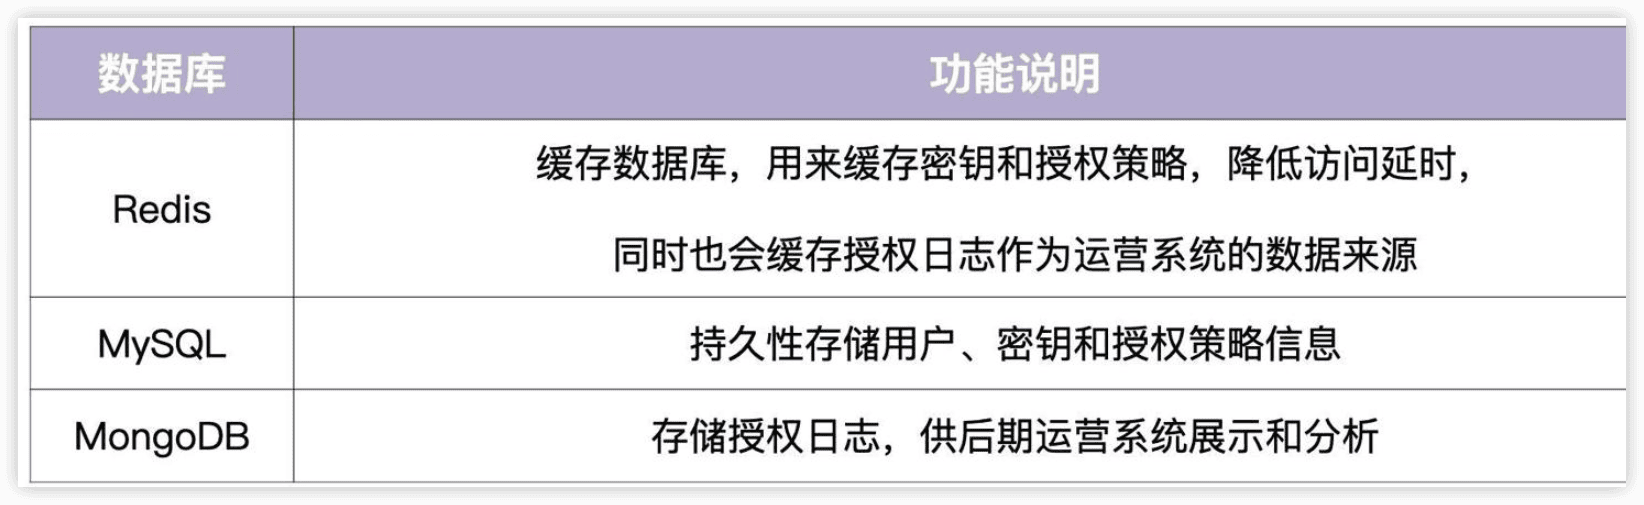 数据库
功能说明
Redis
缓存数据库，用来缓存密钥和授权策略，降低访问延时，
同时也会缓存授权日志作为运营系统的数据来源
MySQL
持久性存储用户、密钥和授权策略信息
MongoDB
存储授权日志，供后期运营系统展示和分析